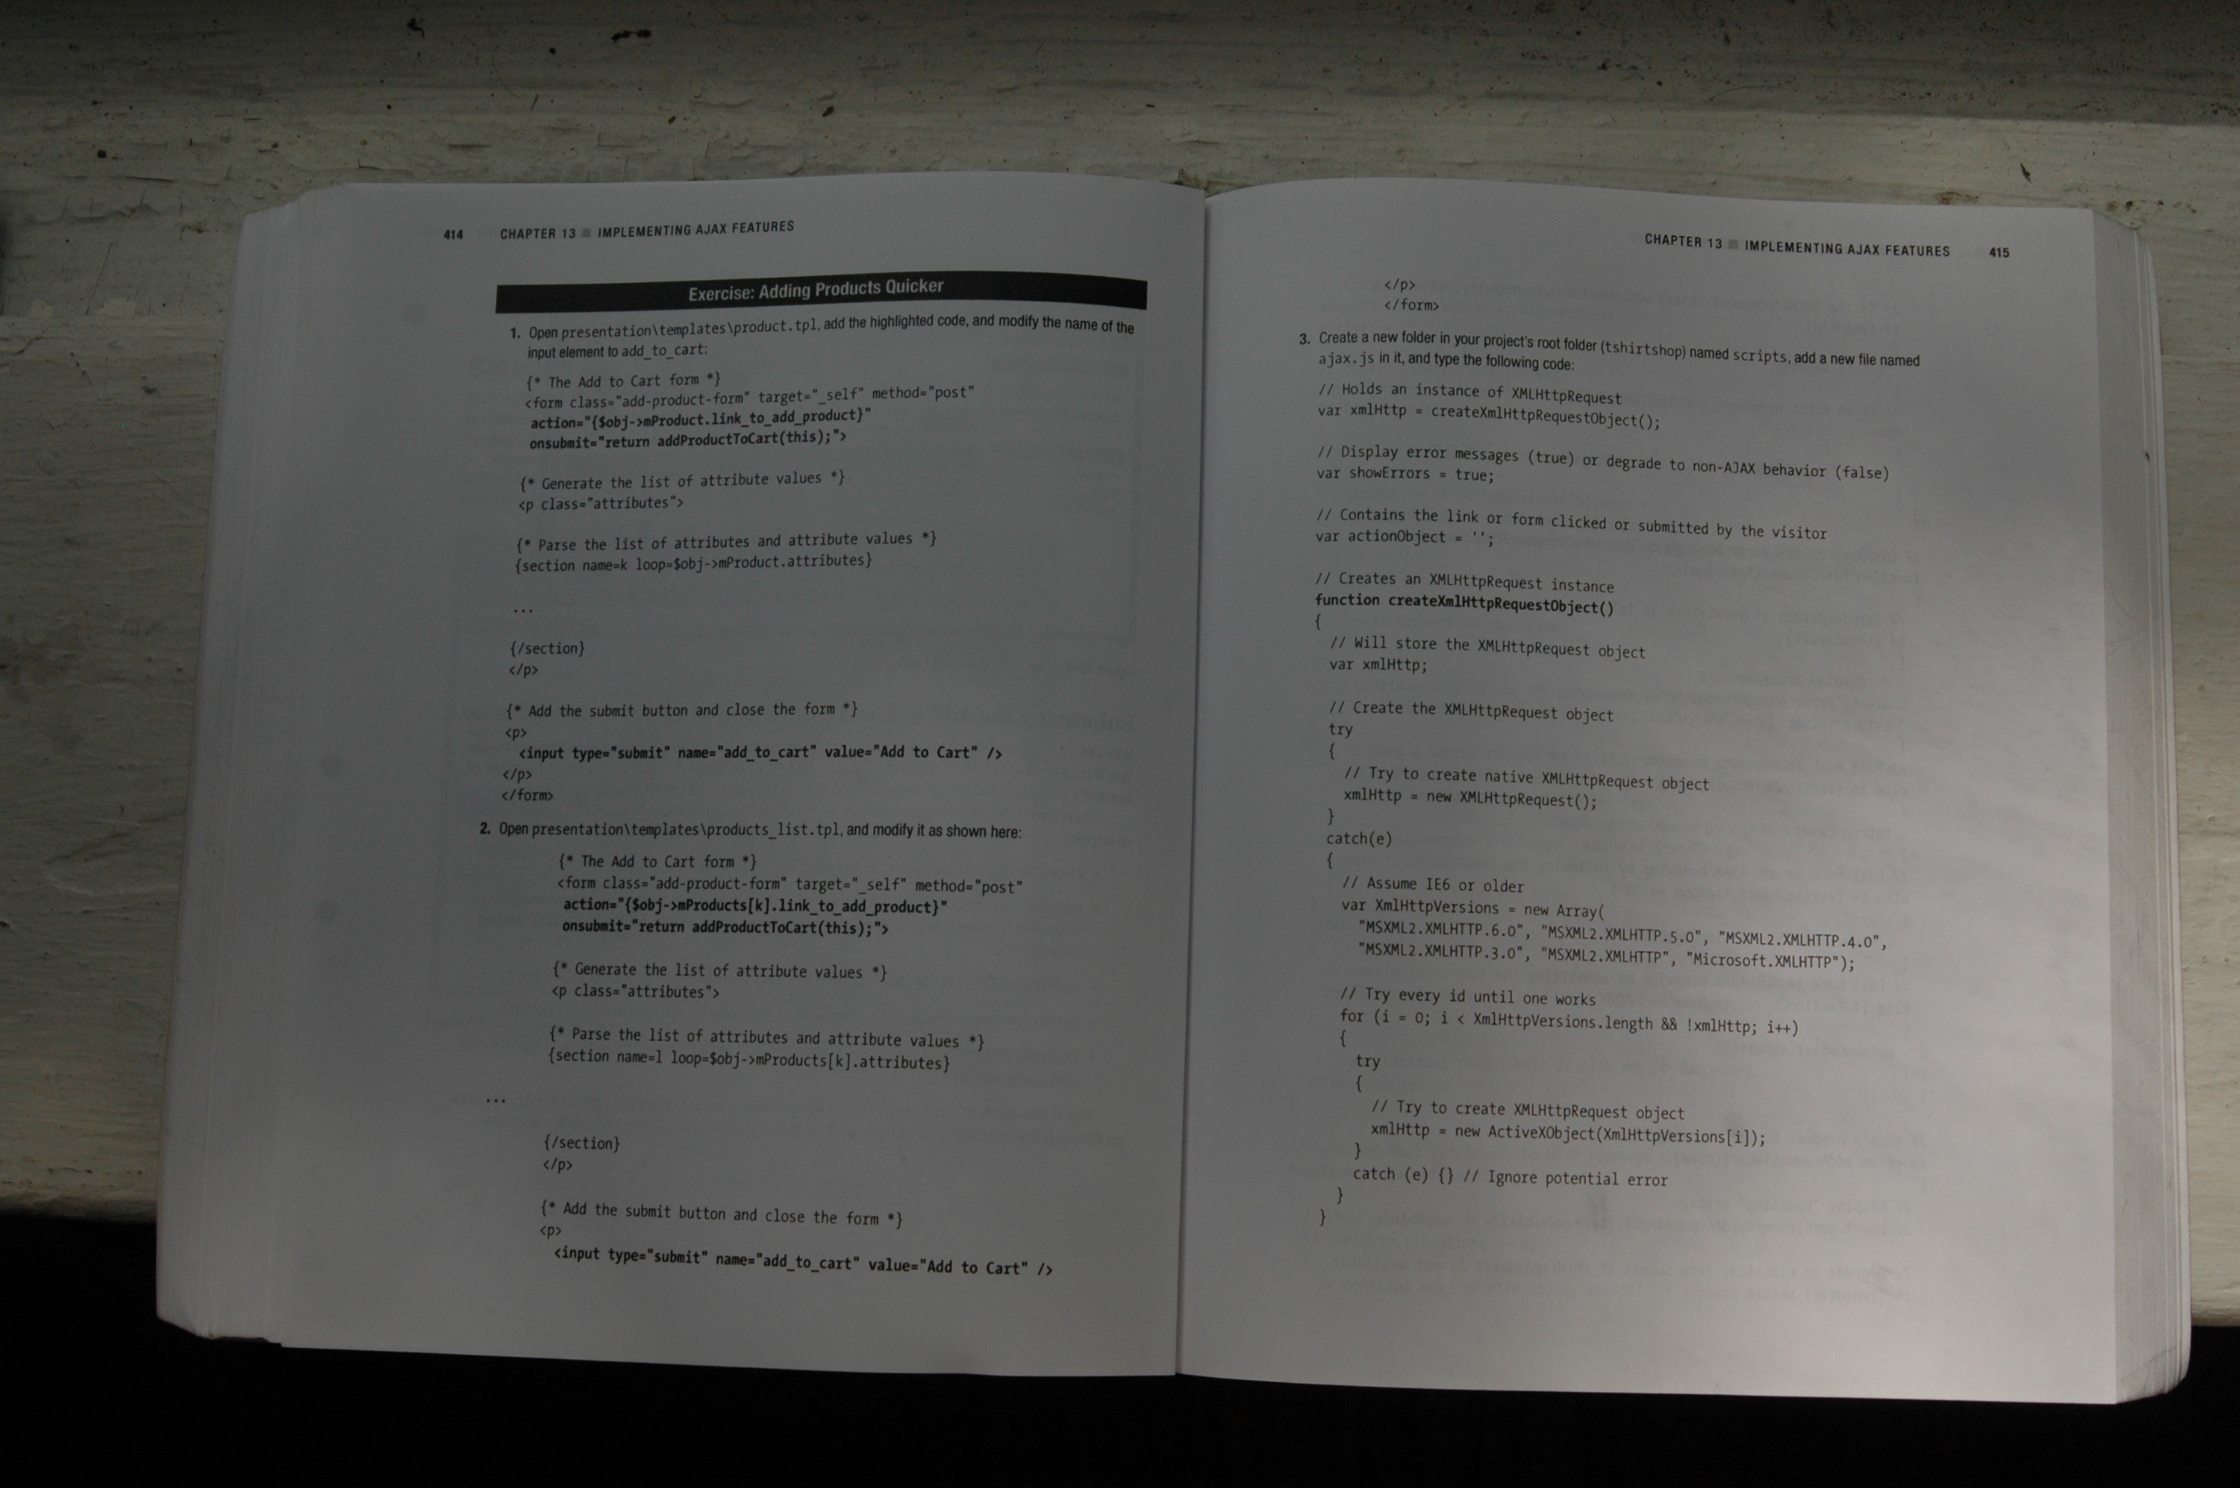 414 CHAPTER 13 ■ IMPLEMENTING AJAX FEATURES
Exercise: Adding Products Quicker
1. Open presentation\templates\product.tpl, add the highlighted code, and modify the name of the
input element to add_to_cart:
{* The Add to Cart form *}
<form class="add-product-form" target="_self" method="post"
action="{$obj->mProduct.link_to_add_product}"
onsubmit="return addProductToCart(this);">
{* Generate the list of attribute values *}
<p class="attributes">
{* Parse the list of attributes and attribute values *}
{section name=k loop=$obj->mProduct.attributes}
...
{/section}
</p>
{* Add the submit button and close the form *}
<p>
<input type="submit" name="add_to_cart" value="Add to Cart" />
</p>
</form>
2. Open presentation\templates\products_list.tpl, and modify it as shown here:
{* The Add to Cart form *}
<form class="add-product-form" target="_self" method="post"
action="{$obj->mProducts[k].link_to_add_product}"
onsubmit="return addProductToCart(this);">
{* Generate the list of attribute values *}
<p class="attributes">
{* Parse the list of attributes and attribute values *}
{section name=l loop=$obj->mProducts[k].attributes}
...
{/section}
</p>
{* Add the submit button and close the form *}
<p>
<input type="submit" name="add_to_cart" value="Add to Cart" />
CHAPTER 13 ■ IMPLEMENTING AJAX FEATURES 415
</p>
</form>
3. Create a new folder in your project's root folder (tshirtshop) named scripts, add a new file named
ajax.js in it, and type the following code:
// Holds an instance of XMLHttpRequest
var xmlHttp = createXmlHttpRequestObject();
// Display error messages (true) or degrade to non-AJAX behavior (false)
var showErrors = true;
// Contains the link or form clicked or submitted by the visitor
var actionObject = '';
// Creates an XMLHttpRequest instance
function createXmlHttpRequestObject()
{
// Will store the XMLHttpRequest object
var xmlHttp;
// Create the XMLHttpRequest object
try
{
// Try to create native XMLHttpRequest object
xmlHttp = new XMLHttpRequest();
}
catch(e)
{
// Assume IE6 or older
var XmlHttpVersions = new Array(
"MSXML2.XMLHTTP.6.0", "MSXML2.XMLHTTP.5.0", "MSXML2.XMLHTTP.4.0",
"MSXML2.XMLHTTP.3.0", "MSXML2.XMLHTTP", "Microsoft.XMLHTTP");
// Try every id until one works
for (i = 0; i < XmlHttpVersions.length && !xmlHttp; i++)
{
try
{
// Try to create XMLHttpRequest object
xmlHttp = new ActiveXObject(XmlHttpVersions[i]);
}
catch (e) {} // Ignore potential error
}
}